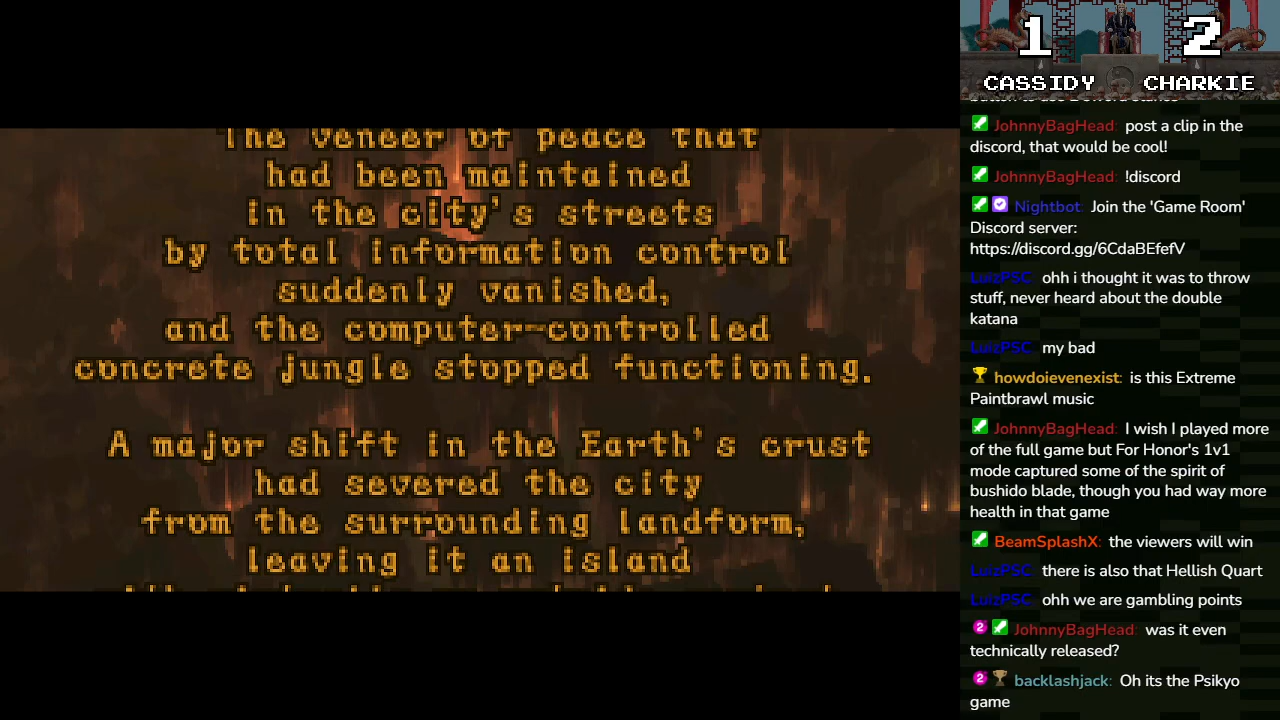 The veneer of peace that
had been maintained
in the city's streets
by total information control
suddenly vanished,
and the computer-controlled
concrete jungle stopped functioning.
A major shift in the Earth's crust
had severed the city
from the surrounding landform,
leaving it an island
1 2
CASSIDY CHARKIE
JohnnyBagHead: post a clip in the
discord, that would be cool!
JohnnyBagHead: !discord
Nightbot: Join the 'Game Room'
Discord server:
https://discord.gg/6CdaBEfefV
LuizPSC: ohh i thought it was to throw
stuff, never heard about the double
katana
LuizPSC: my bad
howdoievenexist: is this Extreme
Paintbrawl music
JohnnyBagHead: I wish I played more
of the full game but For Honor's 1v1
mode captured some of the spirit of
bushido blade, though you had way more
health in that game
BeamSplashX: the viewers will win
LuizPSC: there is also that Hellish Quart
LuizPSC: ohh we are gambling points
2 JohnnyBagHead: was it even
technically released?
2 backlashjack: Oh its the Psikyo
game